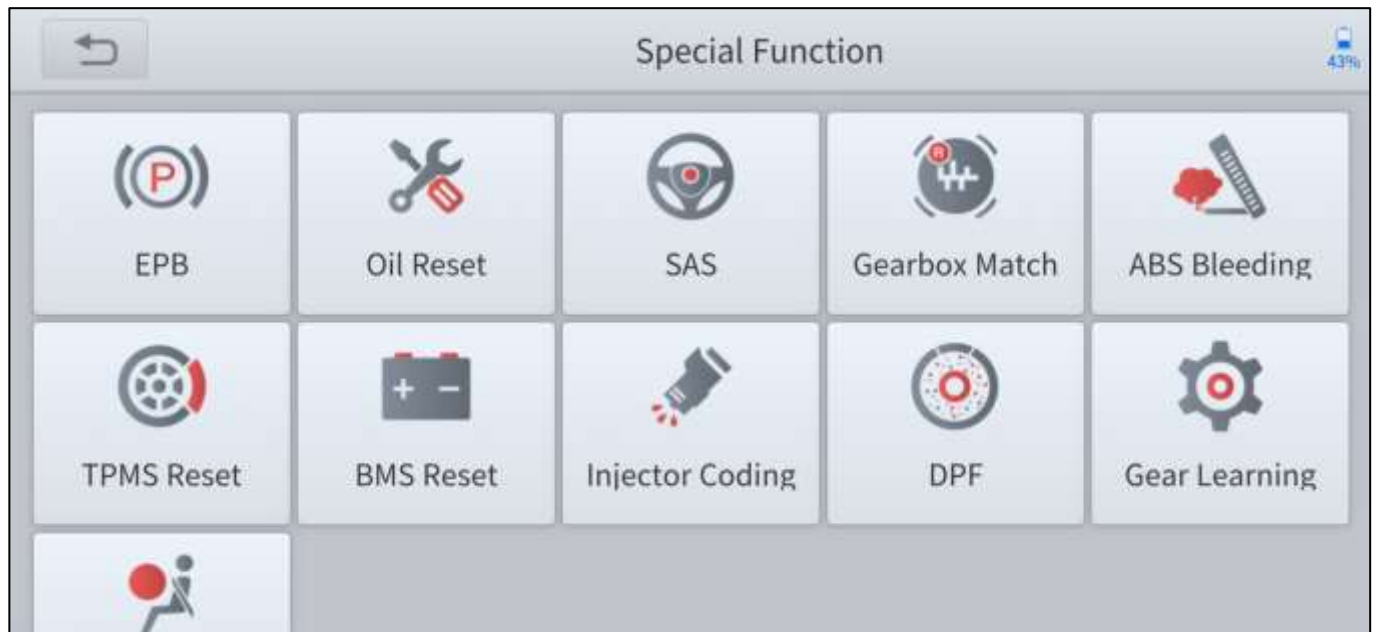 Special Function
43%
P
R
EPB
Oil Reset
SAS
Gearbox Match
ABS Bleeding
TPMS Reset
BMS Reset
Injector Coding
DPF
Gear Learning